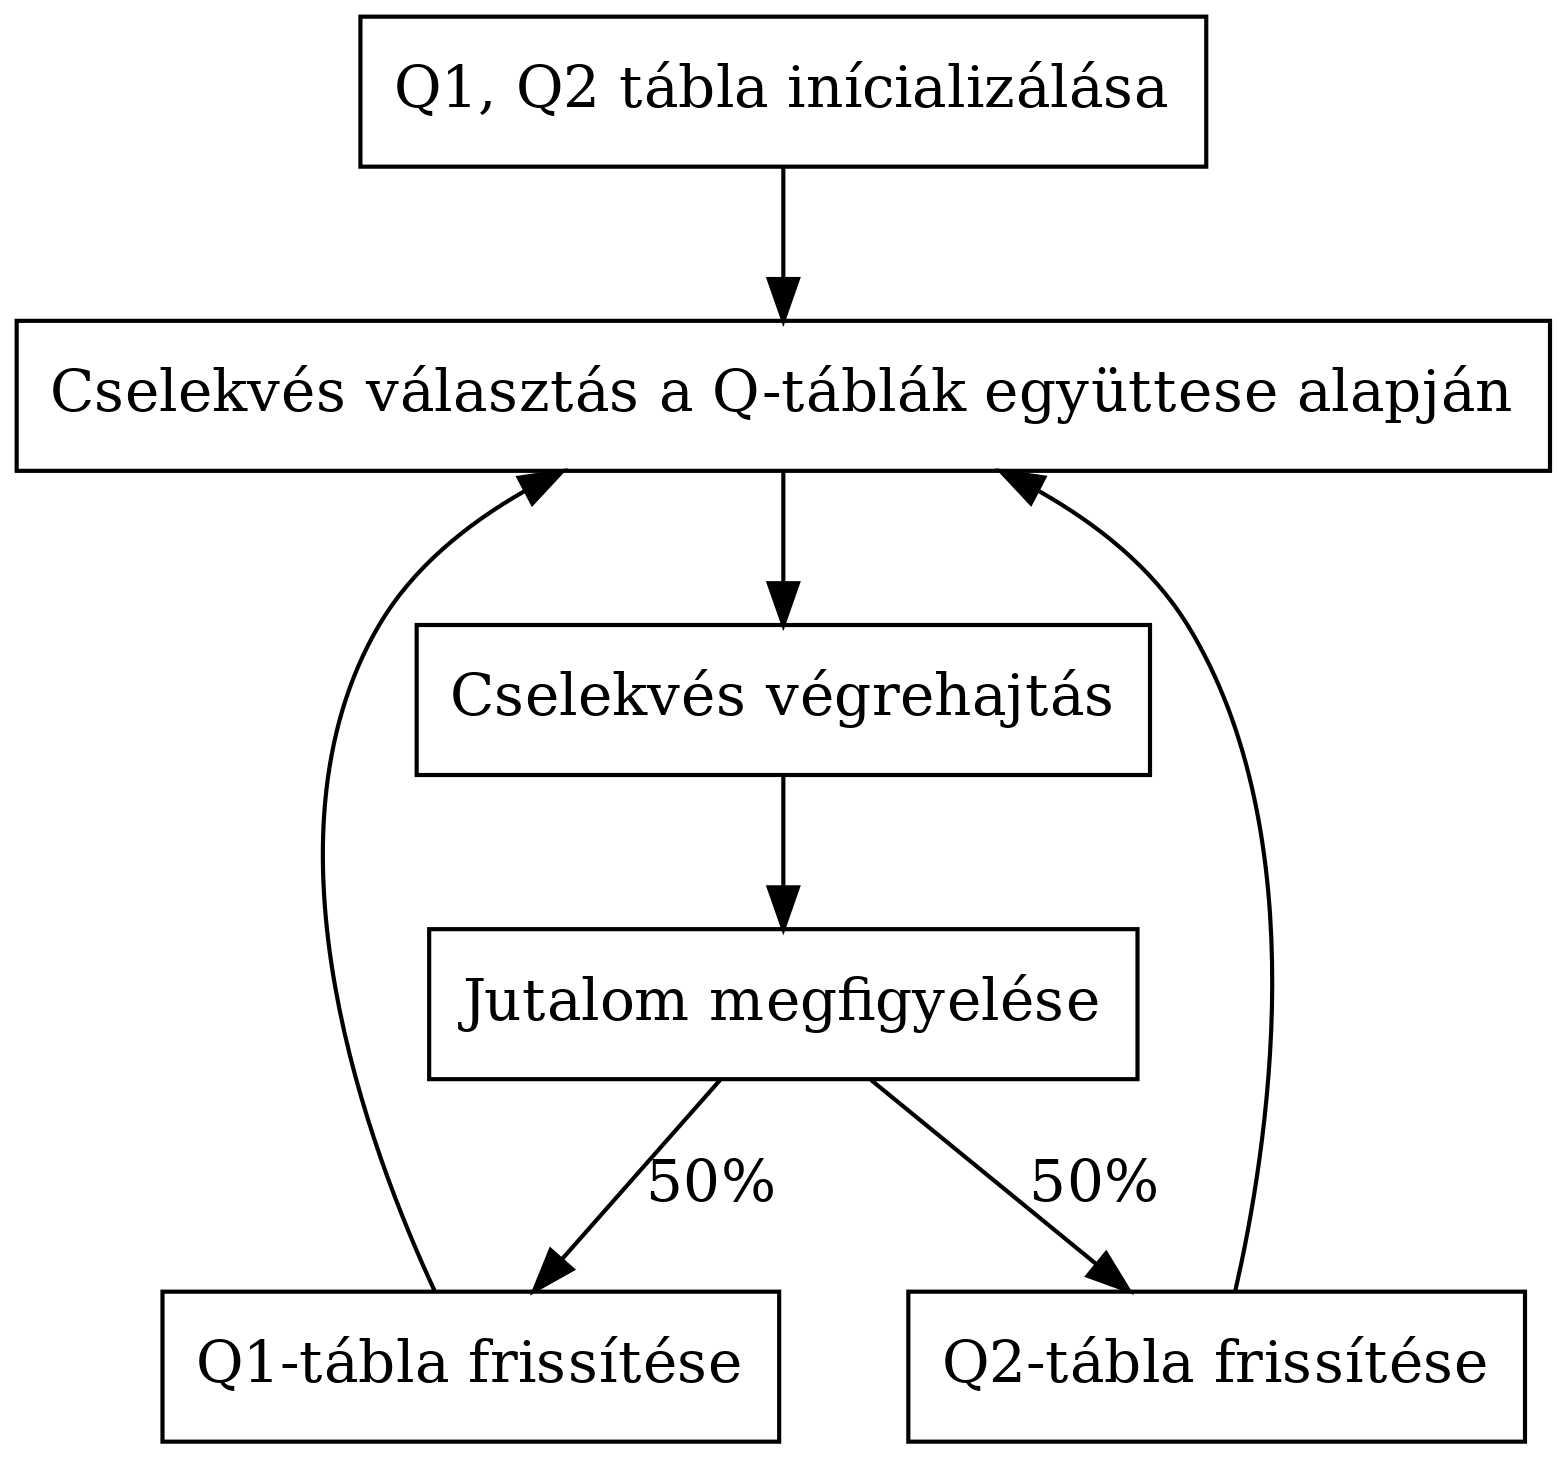 Q1, Q2 tábla inícializálása
Cselekvés választás a Q-táblák együttese alapján
Cselekvés végrehajtás
Jutalom megfigyelése
50%
50%
Q1-tábla frissítése
Q2-tábla frissítése